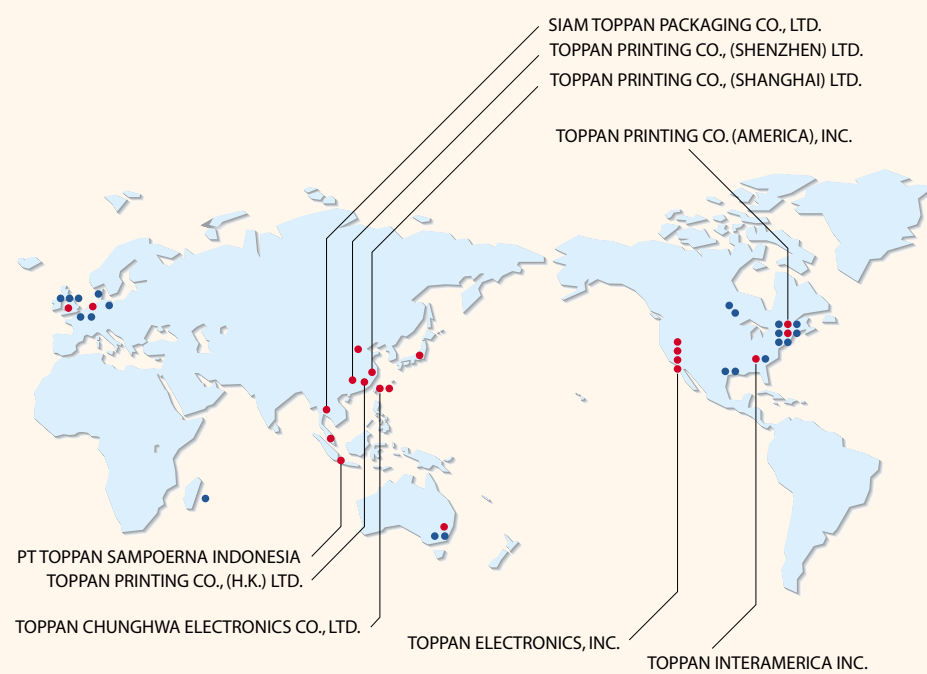 SIAM TOPPAN PACKAGING CO., LTD.
TOPPAN PRINTING CO., (SHENZHEN) LTD.
TOPPAN PRINTING CO., (SHANGHAI) LTD.
TOPPAN PRINTING CO. (AMERICA), INC.
PT TOPPAN SAMPOERNA INDONESIA
TOPPAN PRINTING CO., (H.K.) LTD.
TOPPAN CHUNGHWA ELECTRONICS CO., LTD.
TOPPAN ELECTRONICS, INC.
TOPPAN INTERAMERICA INC.